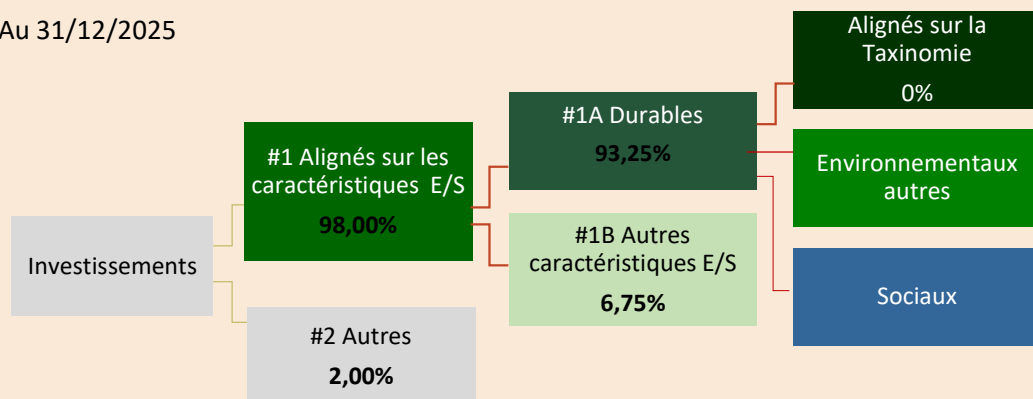 Au 31/12/2025
Investissements
#1 Alignés sur les
caractéristiques E/S
98,00%
#2 Autres
2,00%
#1A Durables
93,25%
#1B Autres
caractéristiques E/S
6,75%
Alignés sur la
Taxinomie
0%
Environnementaux
autres
Sociaux